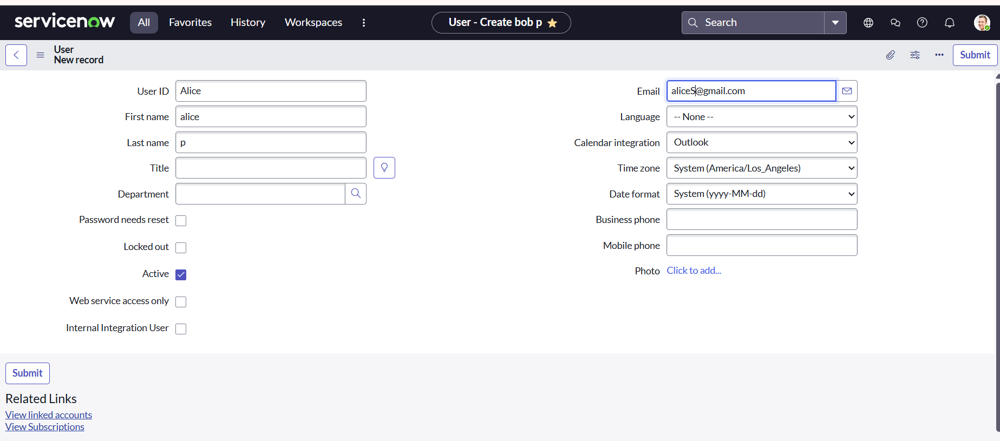 servicenow All Favorites History Workspaces User - Create bob p Search
User
New record
Submit
User ID Alice
First name alice
Last name p
Title
Department
Password needs reset
Locked out
Active
Web service access only
Internal Integration User
Email aliceS@gmail.com
Language -- None --
Calendar integration Outlook
Time zone System (America/Los_Angeles)
Date format System (yyyy-MM-dd)
Business phone
Mobile phone
Photo Click to add...
Submit
Related Links
View linked accounts
View Subscriptions